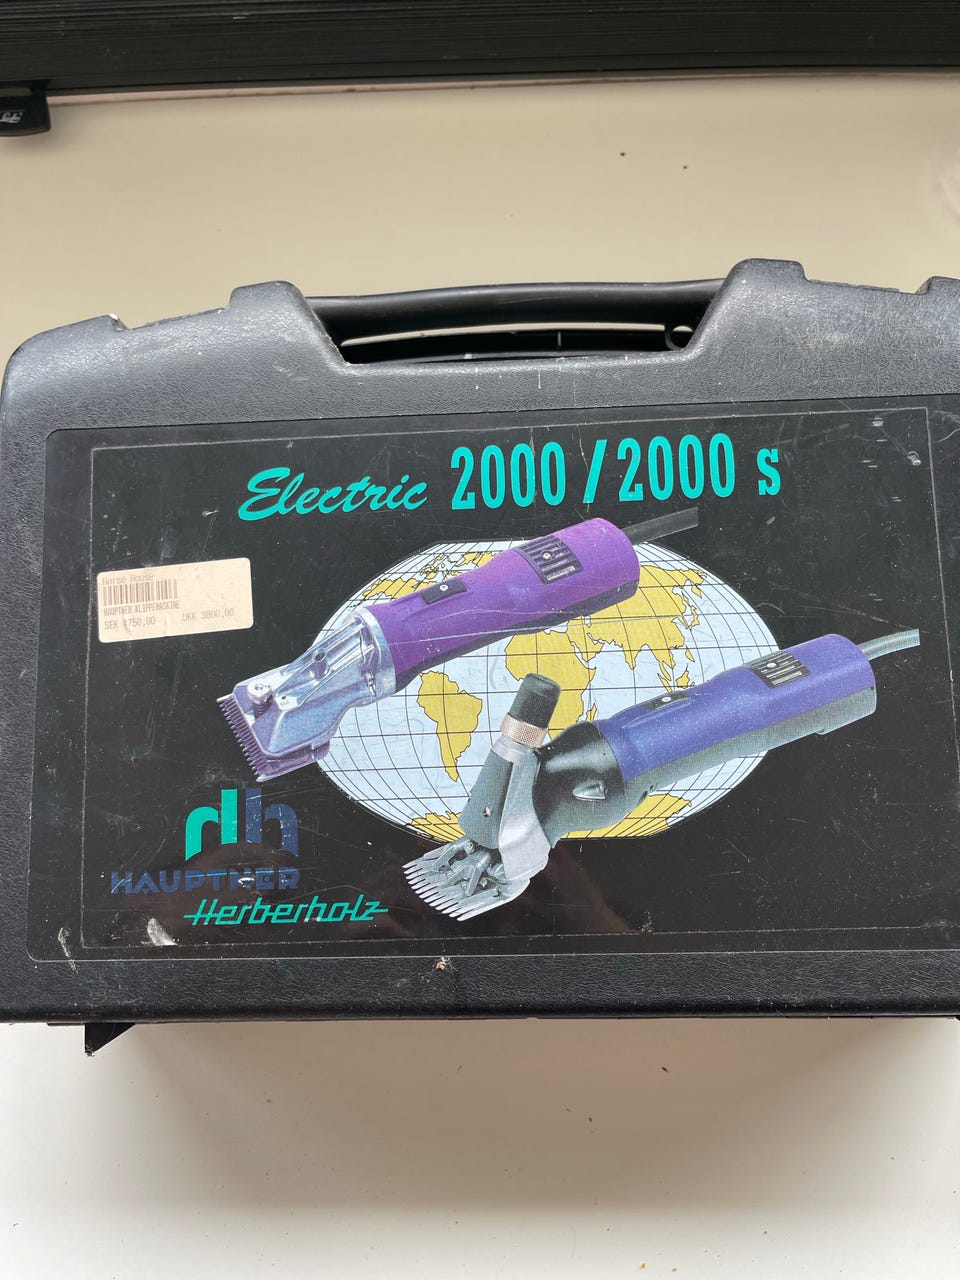 Electric 2000 / 2000 s
Horse House
HAUPTNER KLIPPEMASKINE
SEK 4750,00 DKK 3800,00
HAUPTNER
Herberholz